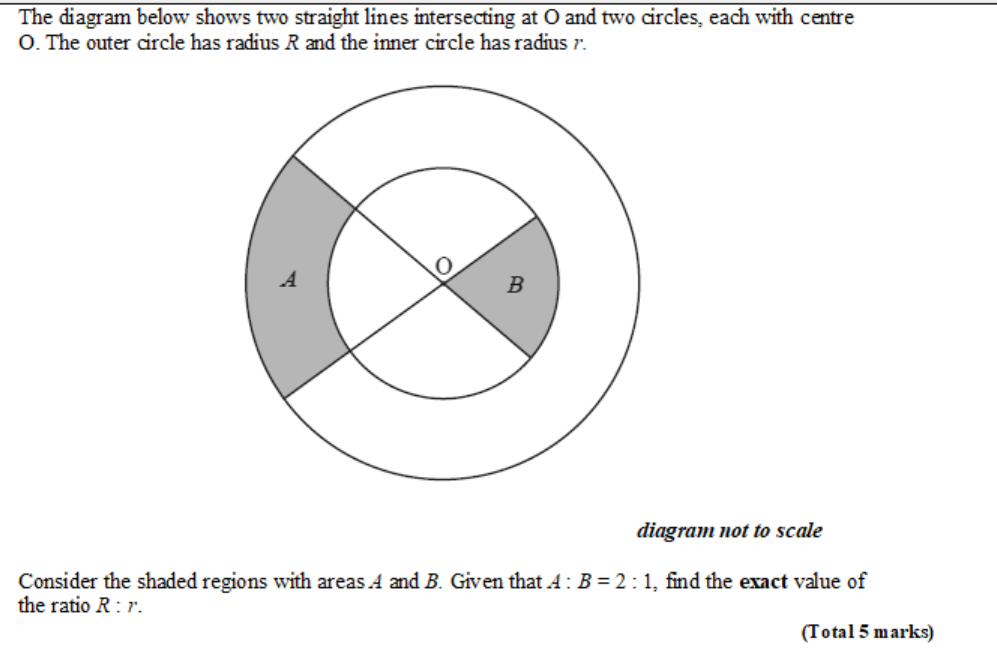 The diagram below shows two straight lines intersecting at O and two circles, each with centre
O. The outer circle has radius R and the inner circle has radius r.
O
A
B
diagram not to scale
Consider the shaded regions with areas A and B. Given that A : B = 2 : 1, find the exact value of
the ratio R : r.
(Total 5 marks)